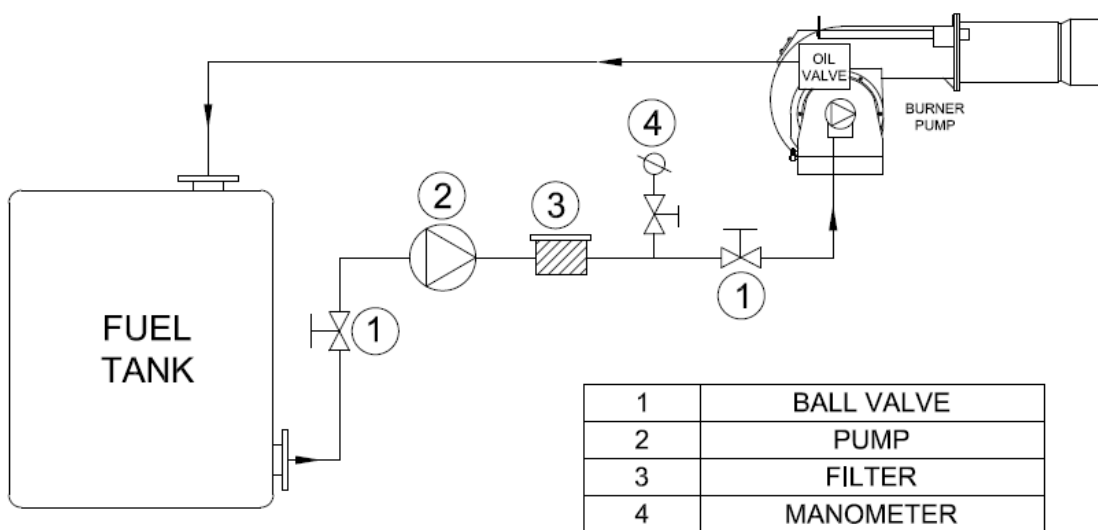 OIL
VALVE
BURNER
PUMP
4
2
3
1
1
FUEL
TANK
1 BALL VALVE
2 PUMP
3 FILTER
4 MANOMETER